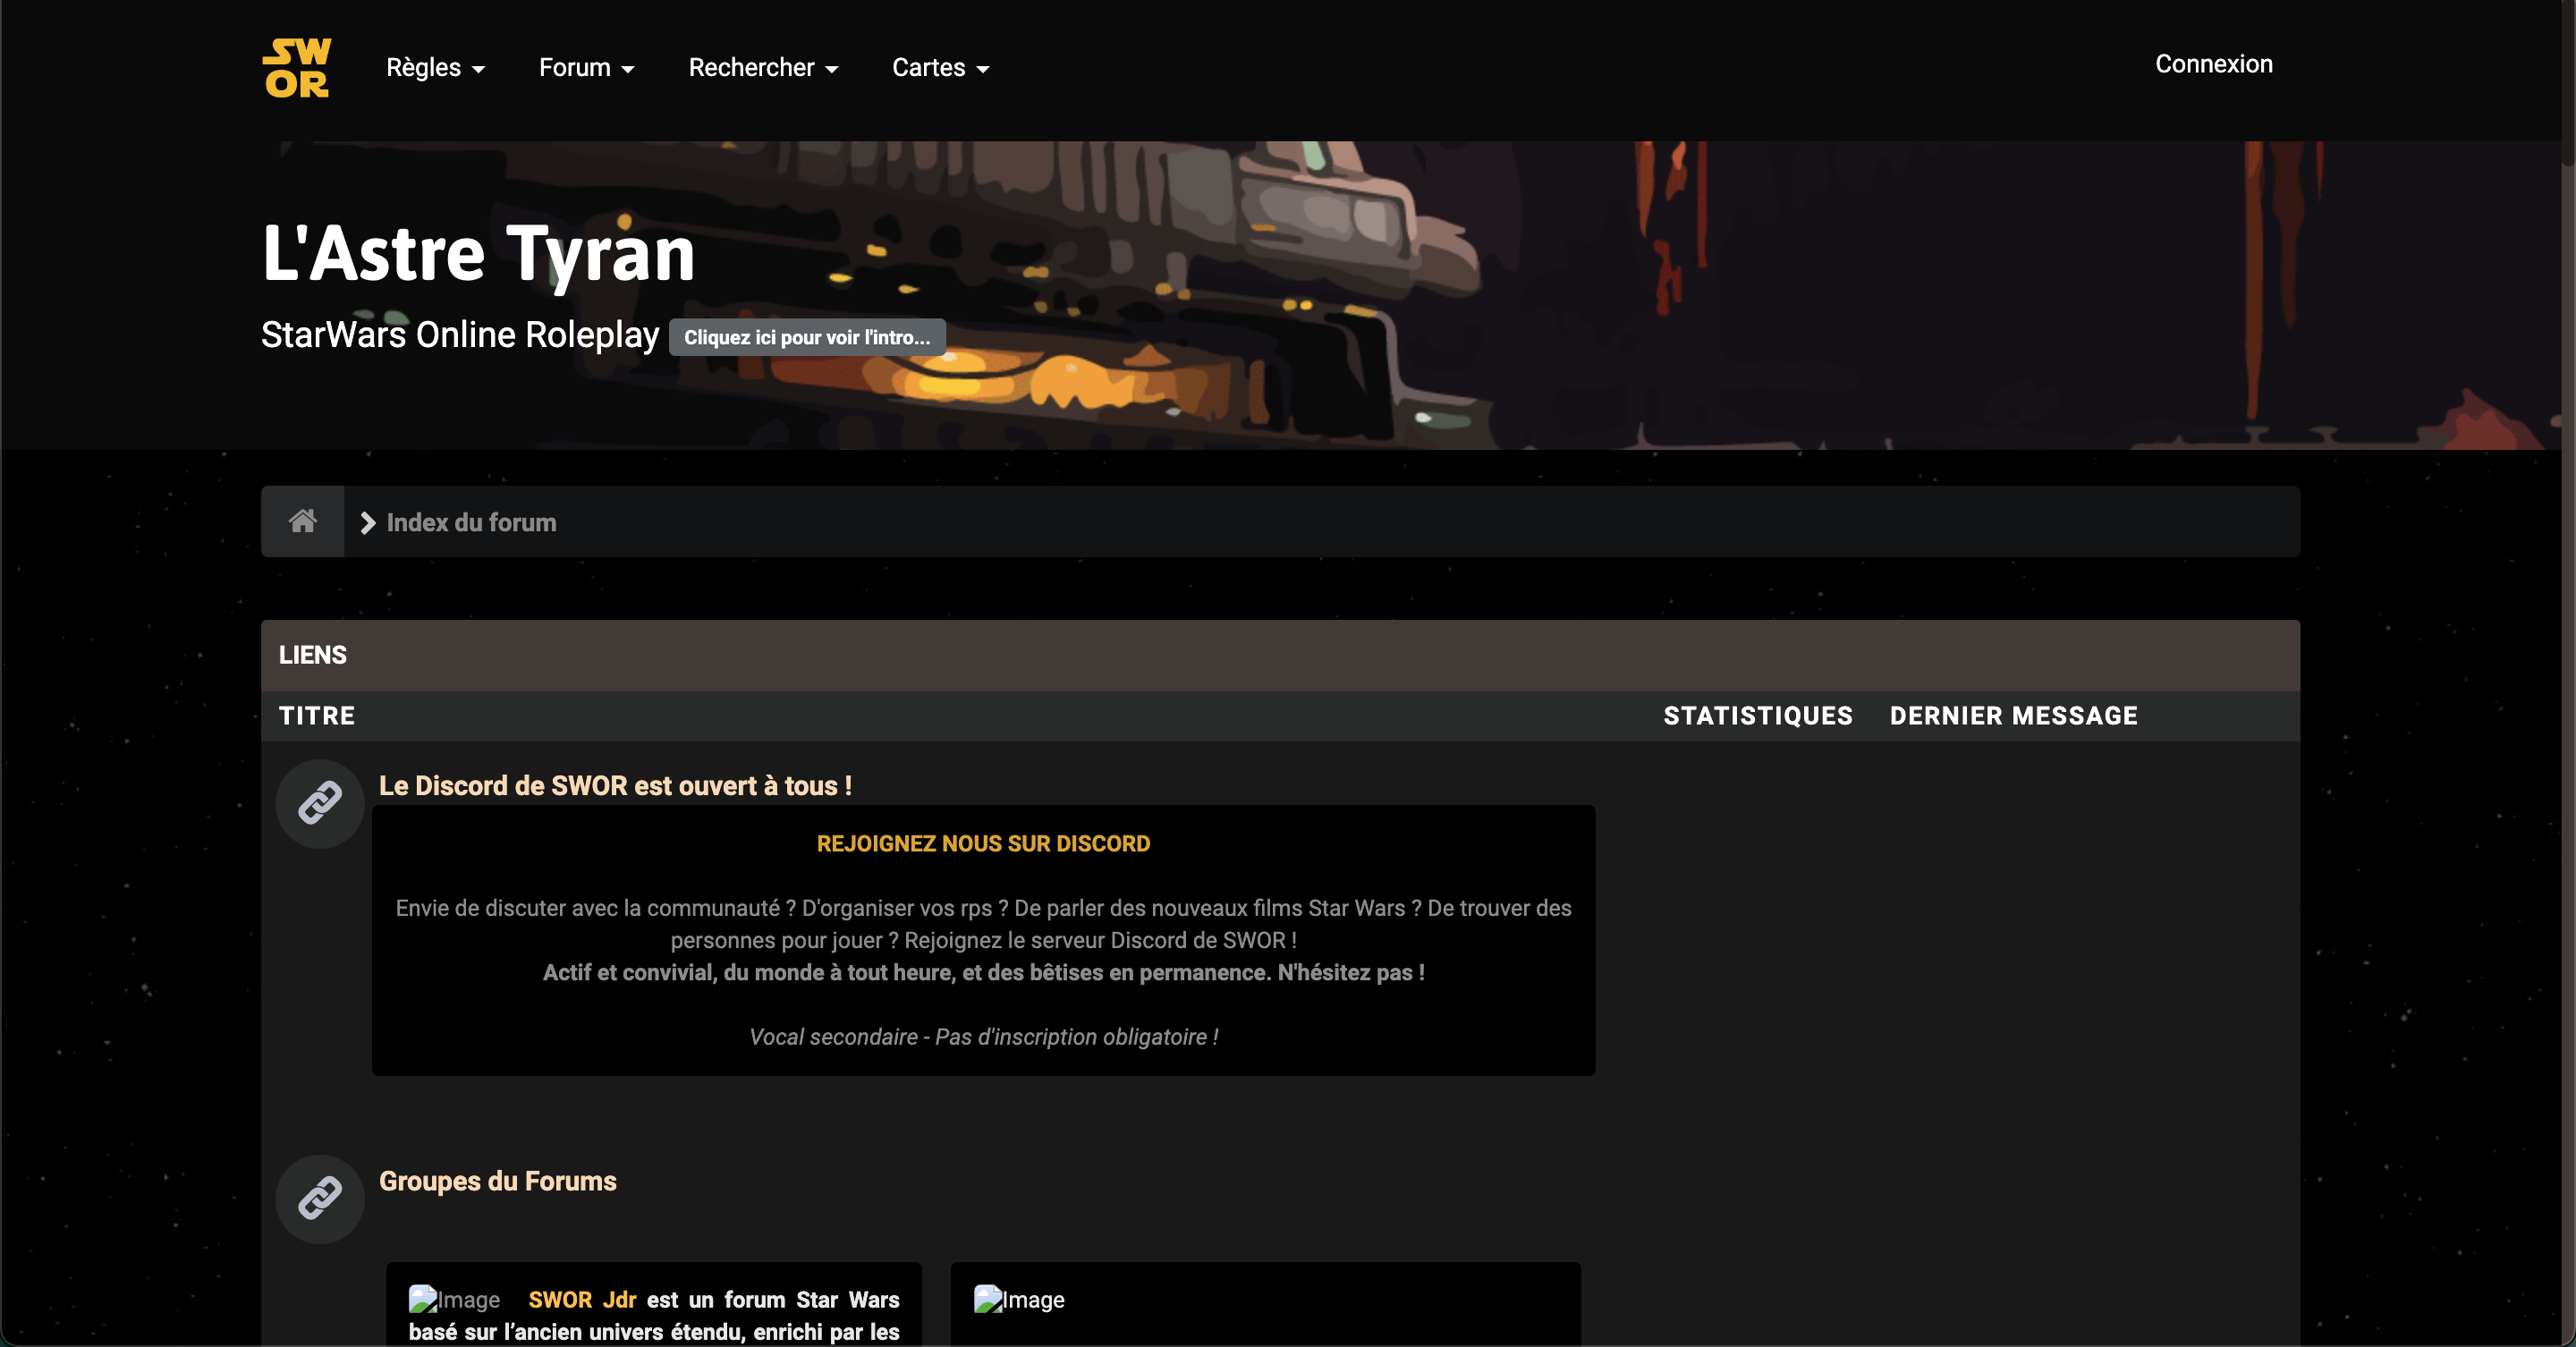 SW
OR
Règles
Forum
Rechercher
Cartes
Connexion
L'Astre Tyran
StarWars Online Roleplay
Cliquez ici pour voir l'intro...
Index du forum
LIENS
TITRE
STATISTIQUES
DERNIER MESSAGE
Le Discord de SWOR est ouvert à tous !
REJOIGNEZ NOUS SUR DISCORD
Envie de discuter avec la communauté ? D'organiser vos rps ? De parler des nouveaux films Star Wars ? De trouver des
personnes pour jouer ? Rejoignez le serveur Discord de SWOR !
Actif et convivial, du monde à tout heure, et des bêtises en permanence. N'hésitez pas !
Vocal secondaire - Pas d'inscription obligatoire !
Groupes du Forums
Image SWOR Jdr est un forum Star Wars
basé sur l’ancien univers étendu, enrichi par les
Image